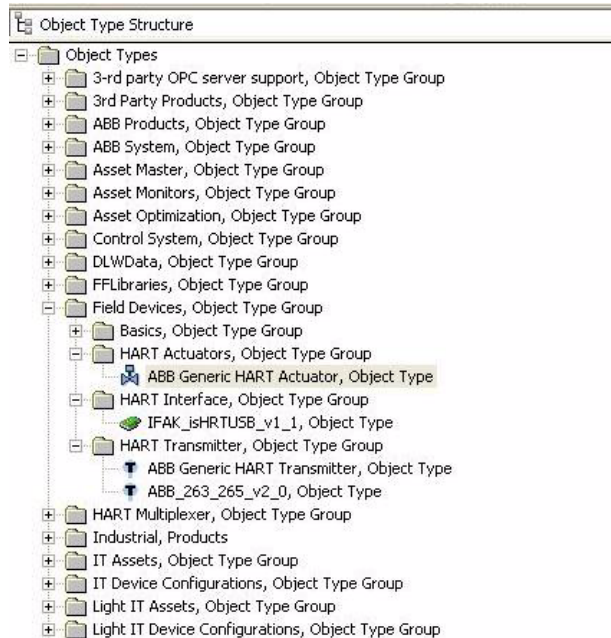 Object Type Structure
Object Types
3-rd party OPC server support, Object Type Group
3rd Party Products, Object Type Group
ABB Products, Object Type Group
ABB System, Object Type Group
Asset Master, Object Type Group
Asset Monitors, Object Type Group
Asset Optimization, Object Type Group
Control System, Object Type Group
DLWData, Object Type Group
FFLibraries, Object Type Group
Field Devices, Object Type Group
Basics, Object Type Group
HART Actuators, Object Type Group
ABB Generic HART Actuator, Object Type
HART Interface, Object Type Group
IFAK_isHRTUSB_v1_1, Object Type
HART Transmitter, Object Type Group
ABB Generic HART Transmitter, Object Type
ABB_263_265_v2_0, Object Type
HART Multiplexer, Object Type Group
Industrial, Products
IT Assets, Object Type Group
IT Device Configurations, Object Type Group
Light IT Assets, Object Type Group
Light IT Device Configurations, Object Type Group